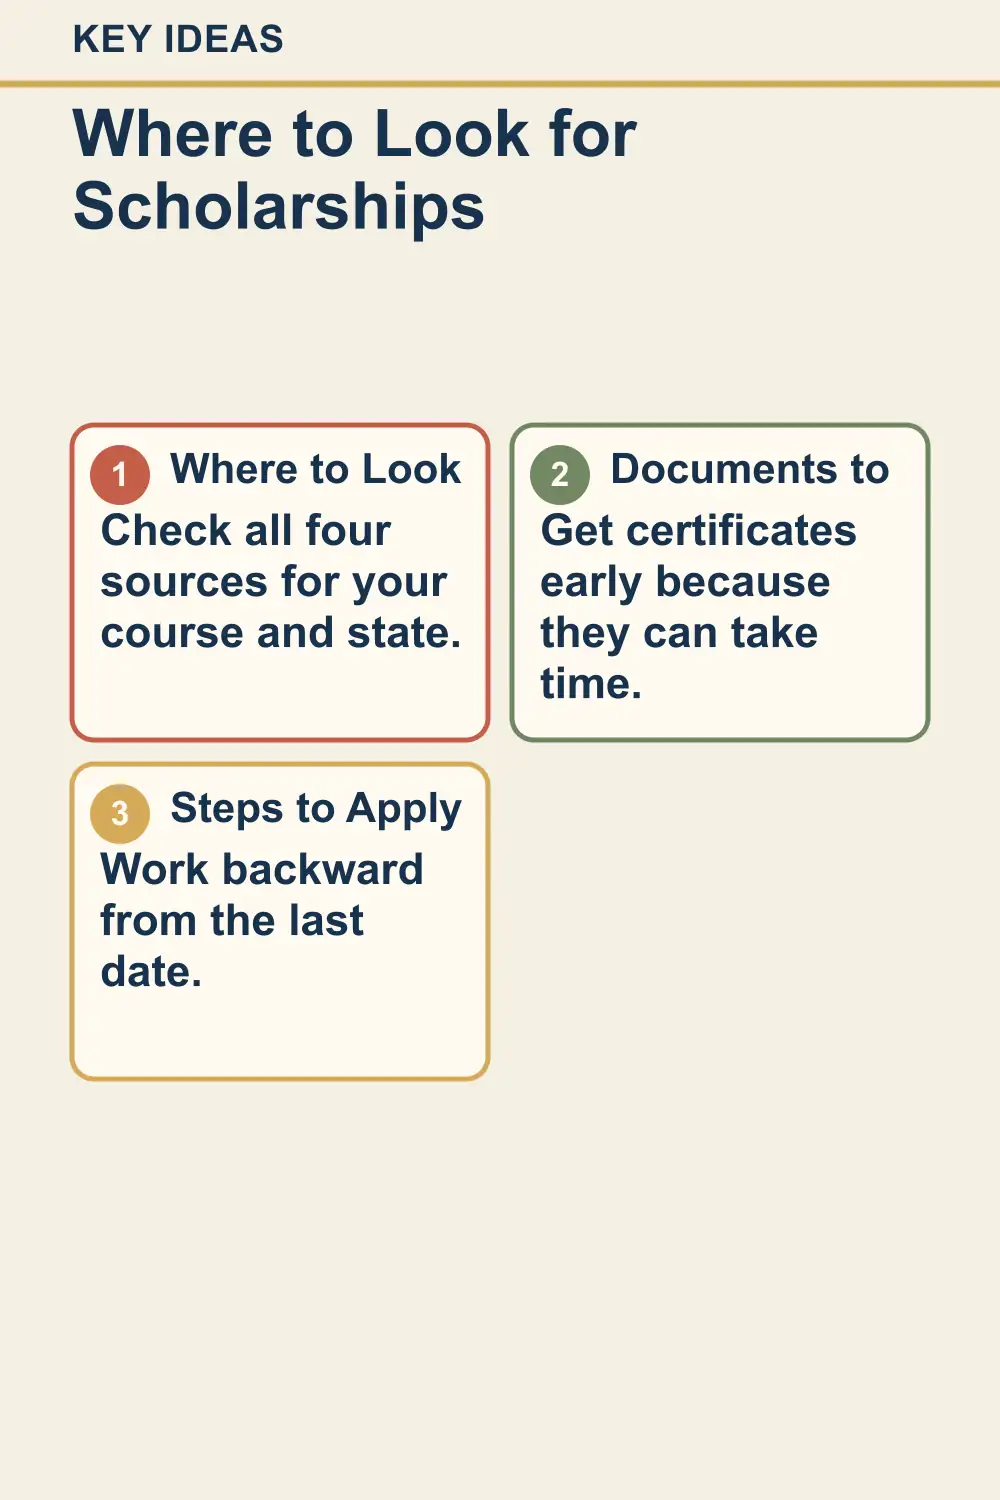 KEY IDEAS
Where to Look for
Scholarships
1 Where to Look
Check all four
sources for your
course and state.
2 Documents to
Get certificates
early because
they can take
time.
3 Steps to Apply
Work backward
from the last
date.